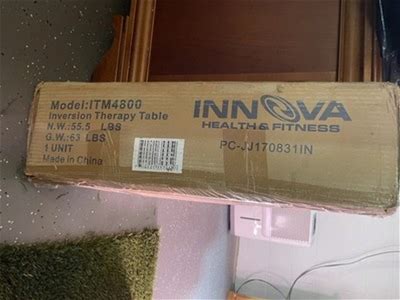 Model:ITM4800
Inversion Therapy Table
N.W.:55.5 LBS
G.W.:63 LBS
1 UNIT
Made in China
INNOVA
HEALTH & FITNESS
PC-JJ170831IN